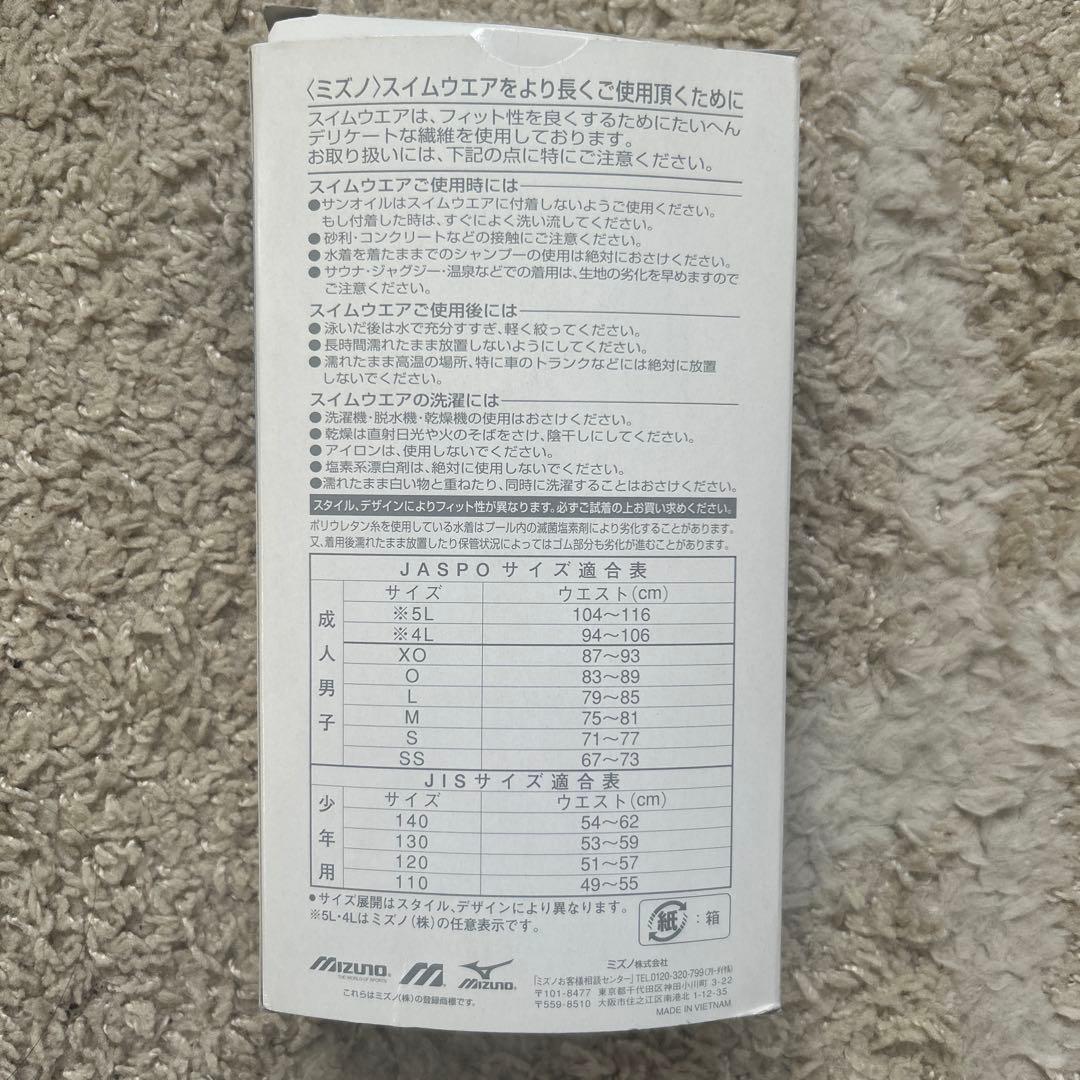 〈ミズノ〉スイムウエアをより長くご使用頂くために
スイムウエアは、フィット性を良くするためにたいへん
デリケートな繊維を使用しております。
お取り扱いには、下記の点に特にご注意ください。
スイムウエアご使用時には
●サンオイルはスイムウエアに付着しないようご使用ください。
もし付着した時は、すぐによく洗い流してください。
●砂利・コンクリートなどの接触にご注意ください。
●水着を着たままでのシャンプーの使用は絶対におさけください。
●サウナ・ジャグジー・温泉などでの着用は、生地の劣化を早めますので
ご注意ください。
スイムウエアご使用後には
●泳いだ後は水で充分すすぎ、軽く絞ってください。
●長時間濡れたまま放置しないようにしてください。
●濡れたまま高温の場所、特に車のトランクなどには絶対に放置
しないでください。
スイムウエアの洗濯には
●洗濯機・脱水機・乾燥機の使用はおさけください。
●乾燥は直射日光や火のそばをさけ、陰干しにしてください。
●アイロンは、使用しないでください。
●塩素系漂白剤は、絶対に使用しないでください。
●濡れたまま白い物と重ねたり、同時に洗濯することはおさけください。
スタイル、デザインによりフィット性が異なります。必ずご試着の上お買い求めください。
ポリウレタン糸を使用している水着はプール内の滅菌塩素剤により劣化することがあります。
又、着用後濡れたまま放置したり保管状況によってはゴム部分も劣化が進むことがあります。
JASPOサイズ適合表
成人男子
サイズ ウエスト(cm)
※5L 104〜116
※4L 94〜106
XO 87〜93
O 83〜89
L 79〜85
M 75〜81
S 71〜77
SS 67〜73
JISサイズ適合表
少年用
サイズ ウエスト(cm)
140 54〜62
130 53〜59
120 51〜57
110 49〜55
●サイズ展開はスタイル、デザインにより異なります。
※5L・4Lはミズノ(株)の任意表示です。
紙 :箱
MIZUNO
THE WORLD OF SPORTS
M
MIZUNO
これらはミズノ(株)の登録商標です。
ミズノ株式会社
「ミズノお客様相談センター」TEL.0120-320-799(フリーダイヤル)
〒101-8477 東京都千代田区神田小川町 3-22
〒559-8510 大阪市住之江区南港北 1-12-35
MADE IN VIETNAM